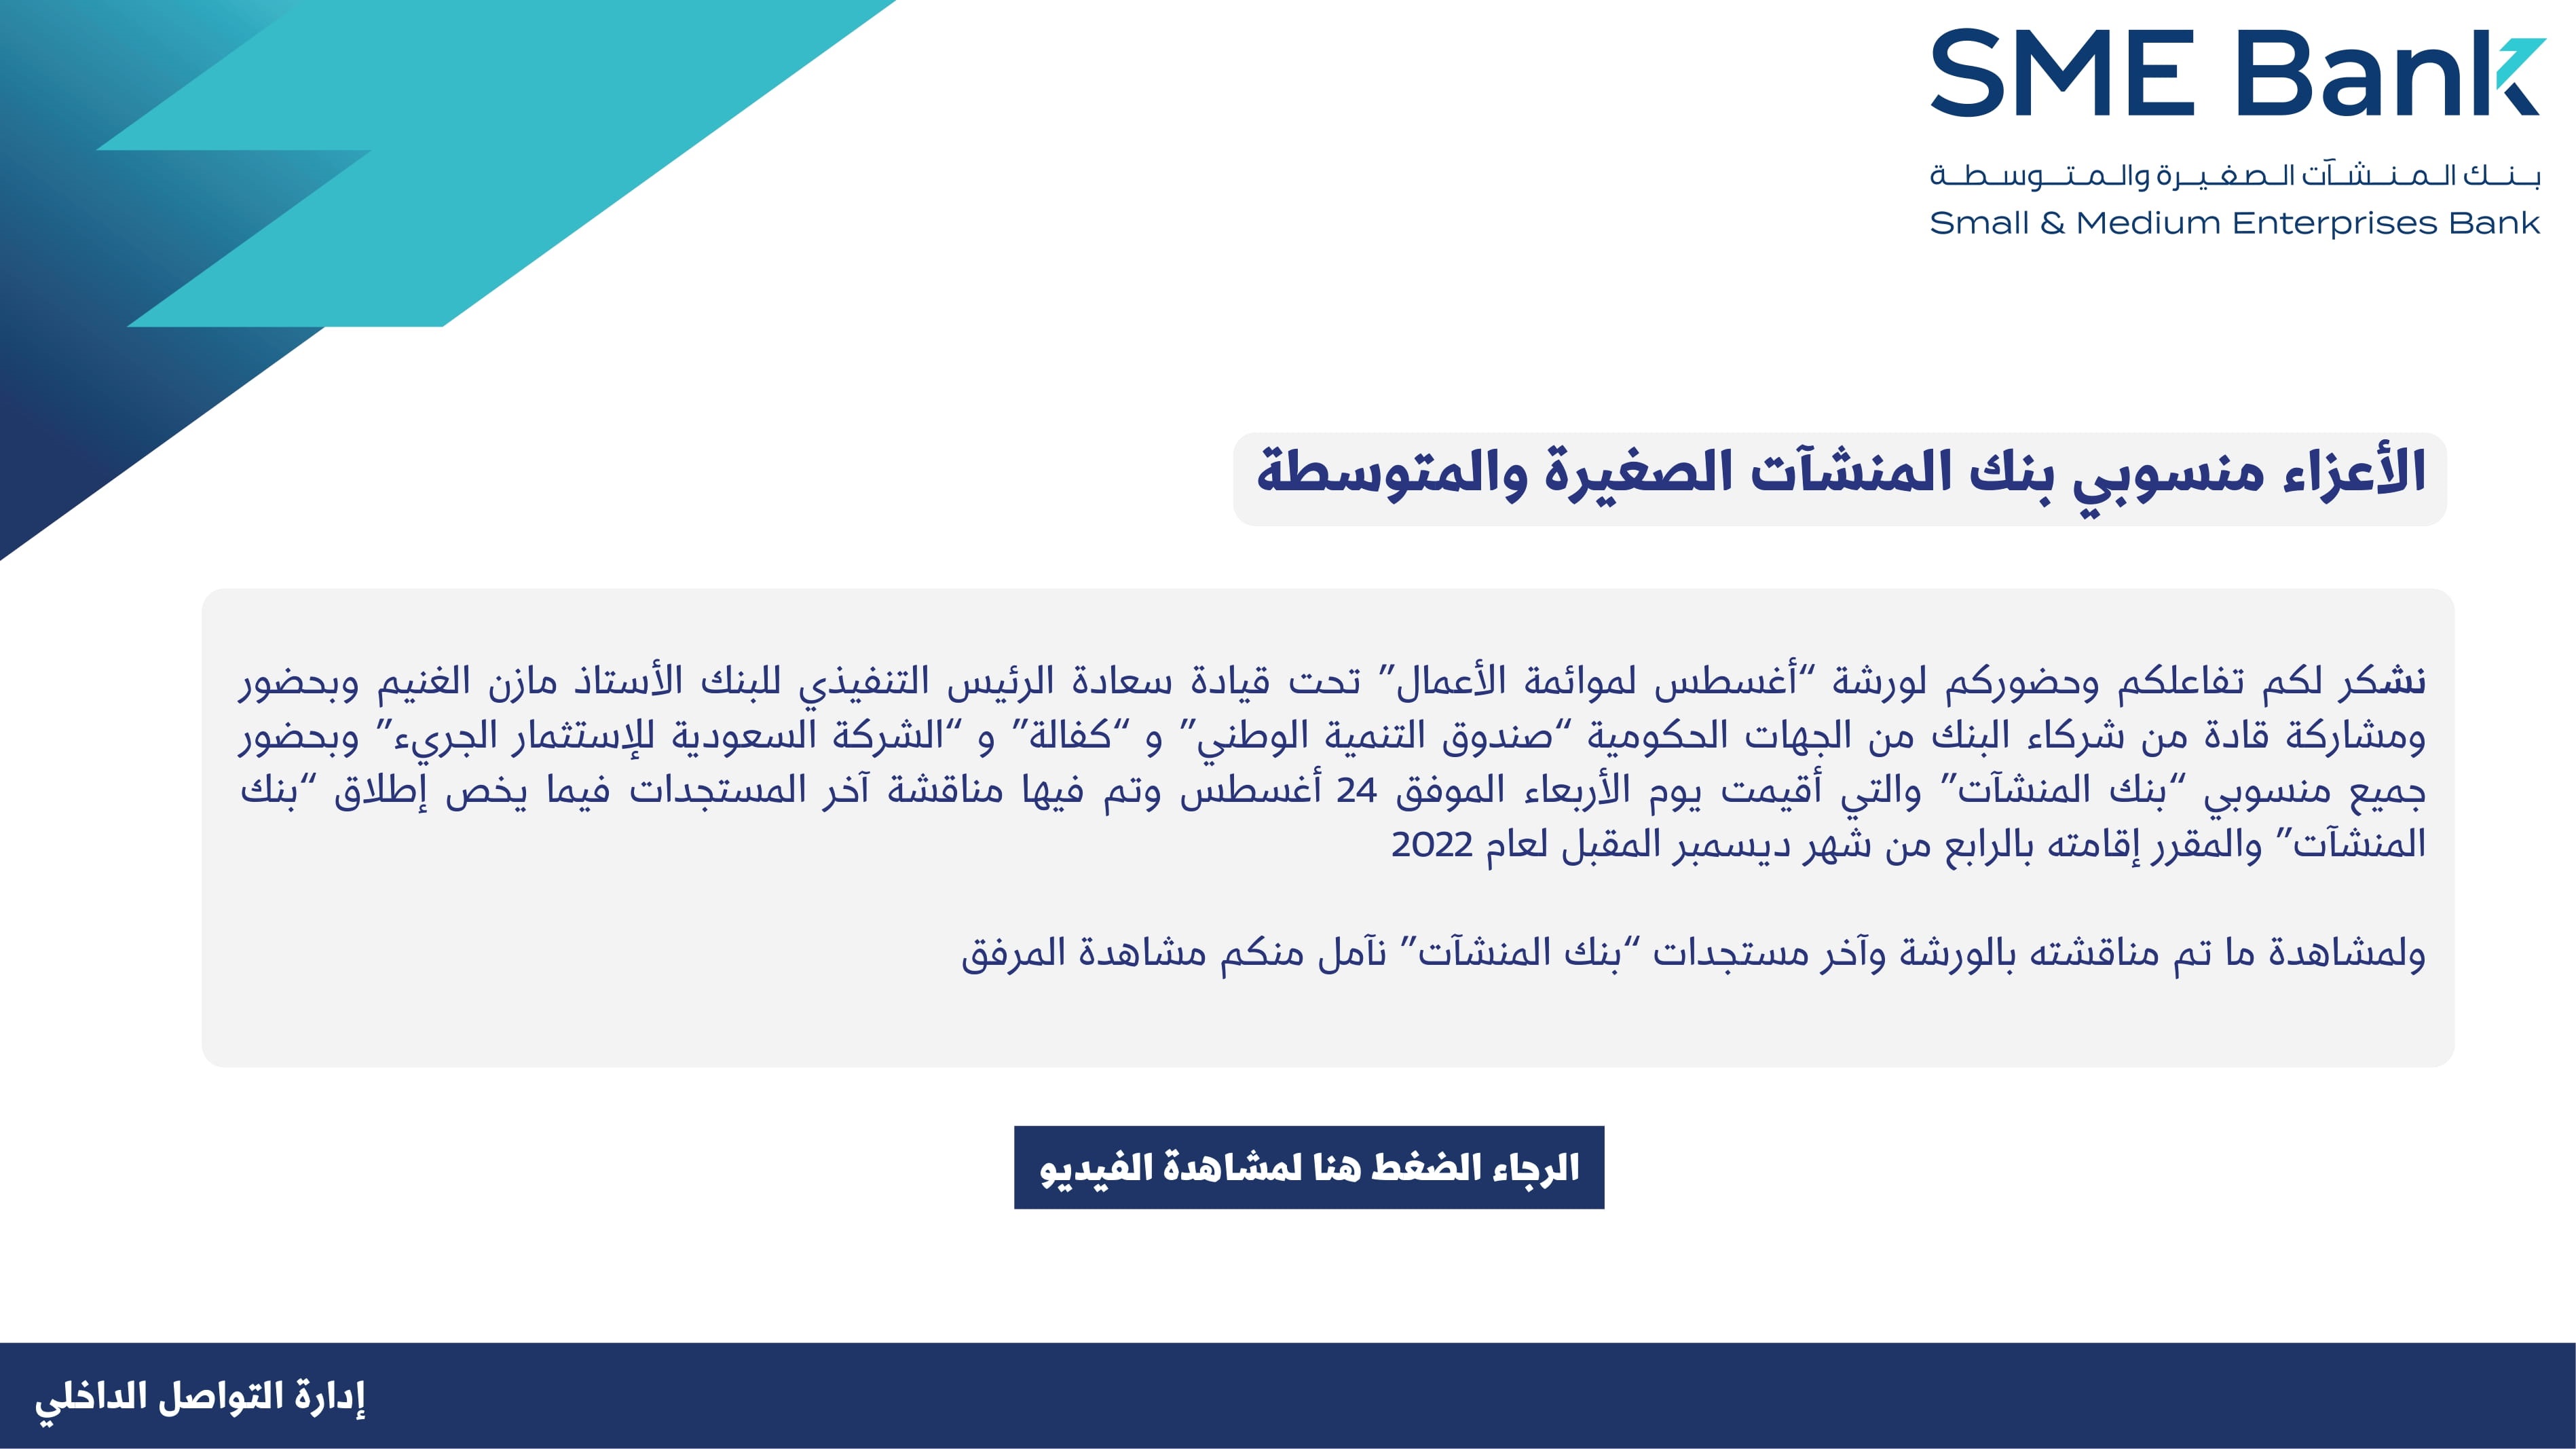 SME Bank
بنك المنشآت الصغيرة والمتوسطة
Small & Medium Enterprises Bank
الأعزاء منسوبي بنك المنشآت الصغيرة والمتوسطة
نشكر لكم تفاعلكم وحضوركم لورشة “أغسطس لموائمة الأعمال” تحت قيادة سعادة الرئيس التنفيذي للبنك الأستاذ مازن الغنيم وبحضور
ومشاركة قادة من شركاء البنك من الجهات الحكومية “صندوق التنمية الوطني” و “كفالة” و “الشركة السعودية للإستثمار الجريء” وبحضور
جميع منسوبي “بنك المنشآت” والتي أقيمت يوم الأربعاء الموفق 24 أغسطس وتم فيها مناقشة آخر المستجدات فيما يخص إطلاق “بنك
المنشآت” والمقرر إقامته بالرابع من شهر ديسمبر المقبل لعام 2022
ولمشاهدة ما تم مناقشته بالورشة وآخر مستجدات “بنك المنشآت” نآمل منكم مشاهدة المرفق
الرجاء الضغط هنا لمشاهدة الفيديو
إدارة التواصل الداخلي